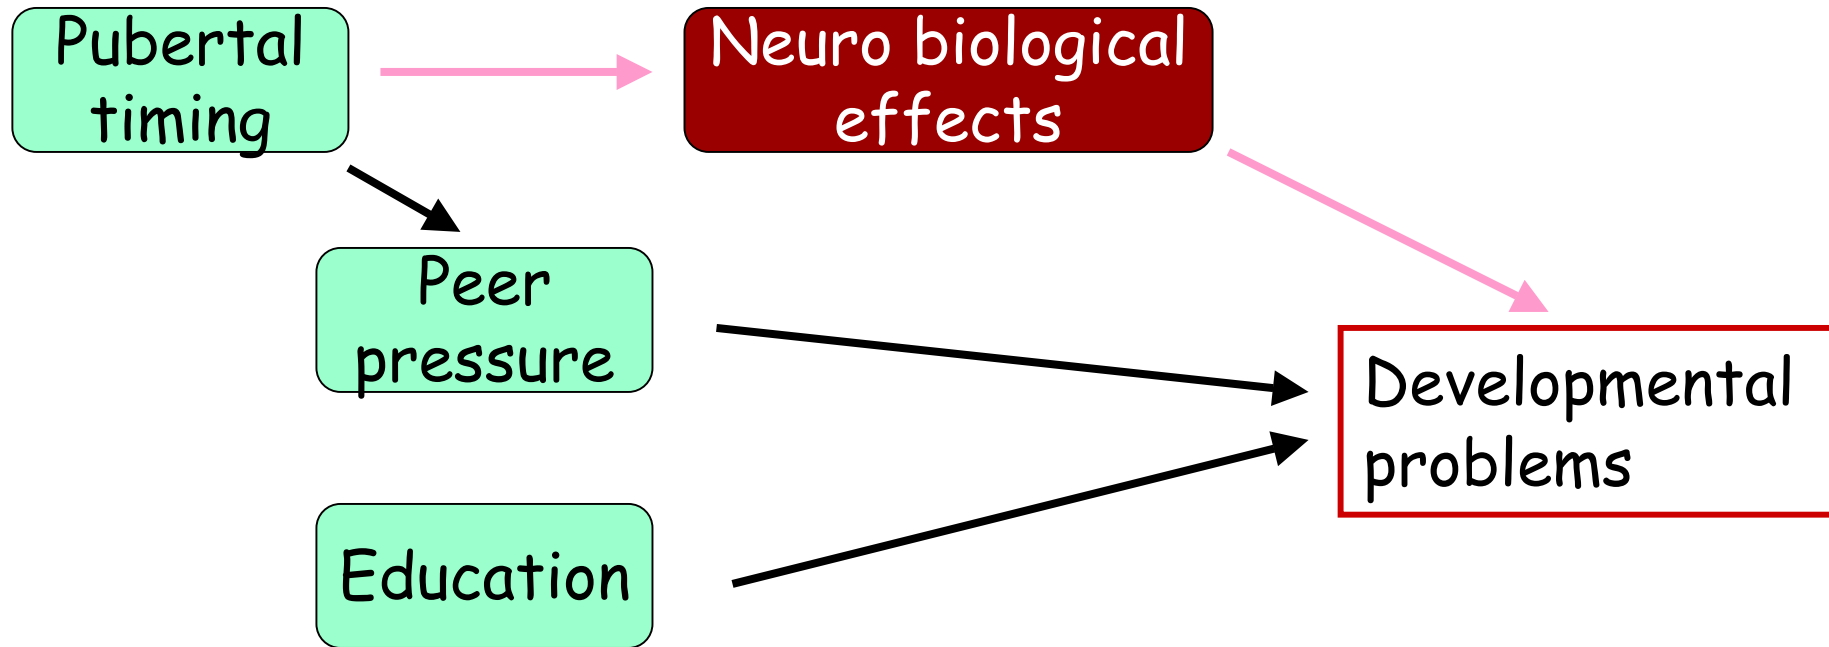 Pubertal
timing
Neuro biological
effects
Peer
pressure
Developmental
problems
Education